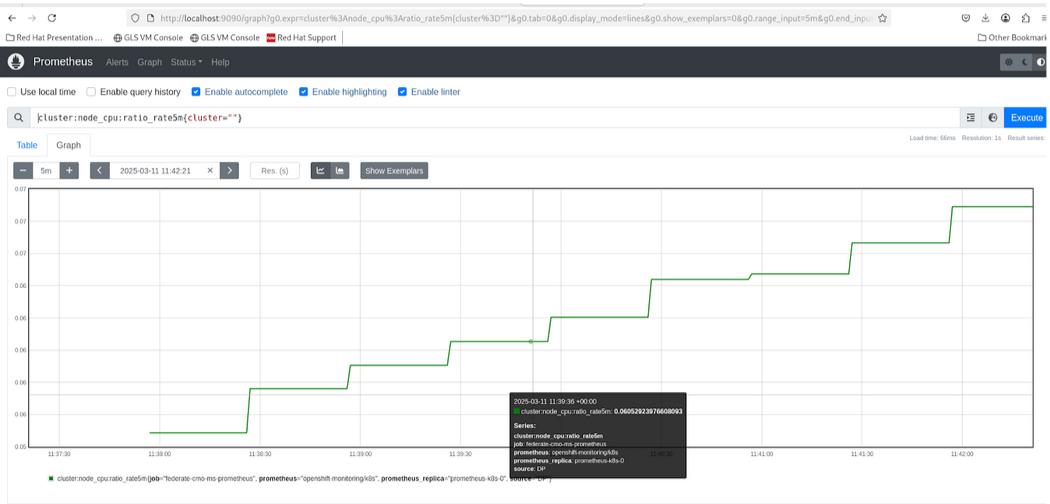 http://localhost:9090/graph?g0.expr=cluster%3Anode_cpu%3Aratio_rate5m{cluster%3D""}&g0.tab=0&g0.display_mode=lines&g0.show_exemplars=0&g0.range_input=5m&g0.end_inpu
Red Hat Presentation ... GLS VM Console GLS VM Console Red Hat Support Other Bookmark
Prometheus Alerts Graph Status Help
Use local time Enable query history Enable autocomplete Enable highlighting Enable linter
cluster:node_cpu:ratio_rate5m{cluster=""} Execute
Load time: 66ms Resolution: 1s Result series:
Table Graph
5m 2025-03-11 11:42:21 Res. (s) Show Exemplars
0.07
0.07
0.07
0.06
0.06
0.06
0.06
0.06
0.05
11:37:30 11:38:00 11:38:30 11:39:00 11:39:30 11:41:00 11:41:30 11:42:00
2025-03-11 11:39:36 +00:00
cluster:node_cpu:ratio_rate5m: 0.06052923976608093
Series:
cluster:node_cpu:ratio_rate5m
job: federate-cmo-ms-prometheus
prometheus: openshift-monitoring/k8s
prometheus_replica: prometheus-k8s-0
source: DP
cluster:node_cpu:ratio_rate5m{job="federate-cmo-ms-prometheus", prometheus="openshift-monitoring/k8s", prometheus_replica="prometheus-k8s-0", source="DP"}